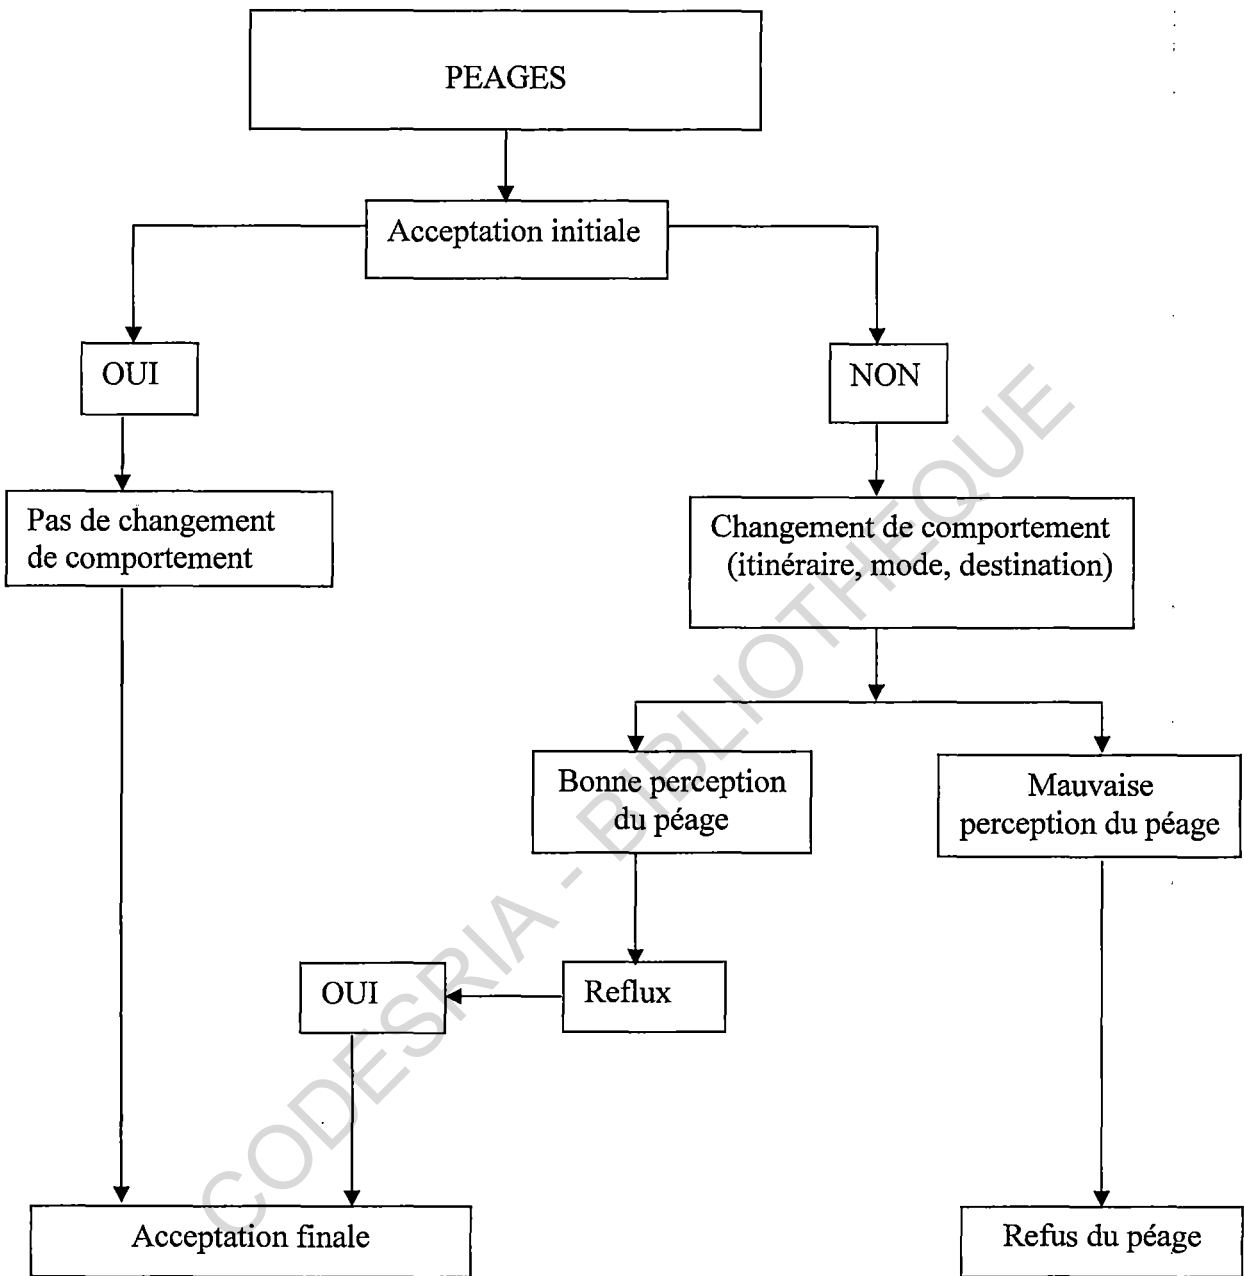 PEAGES
Acceptation initiale
OUI
NON
Pas de changement
de comportement
Changement de comportement
(itinéraire, mode, destination)
Bonne perception
du péage
Mauvaise
perception du péage
OUI
Reflux
Acceptation finale
Refus du péage
CODESRIA - BIBLIOTHEQUE